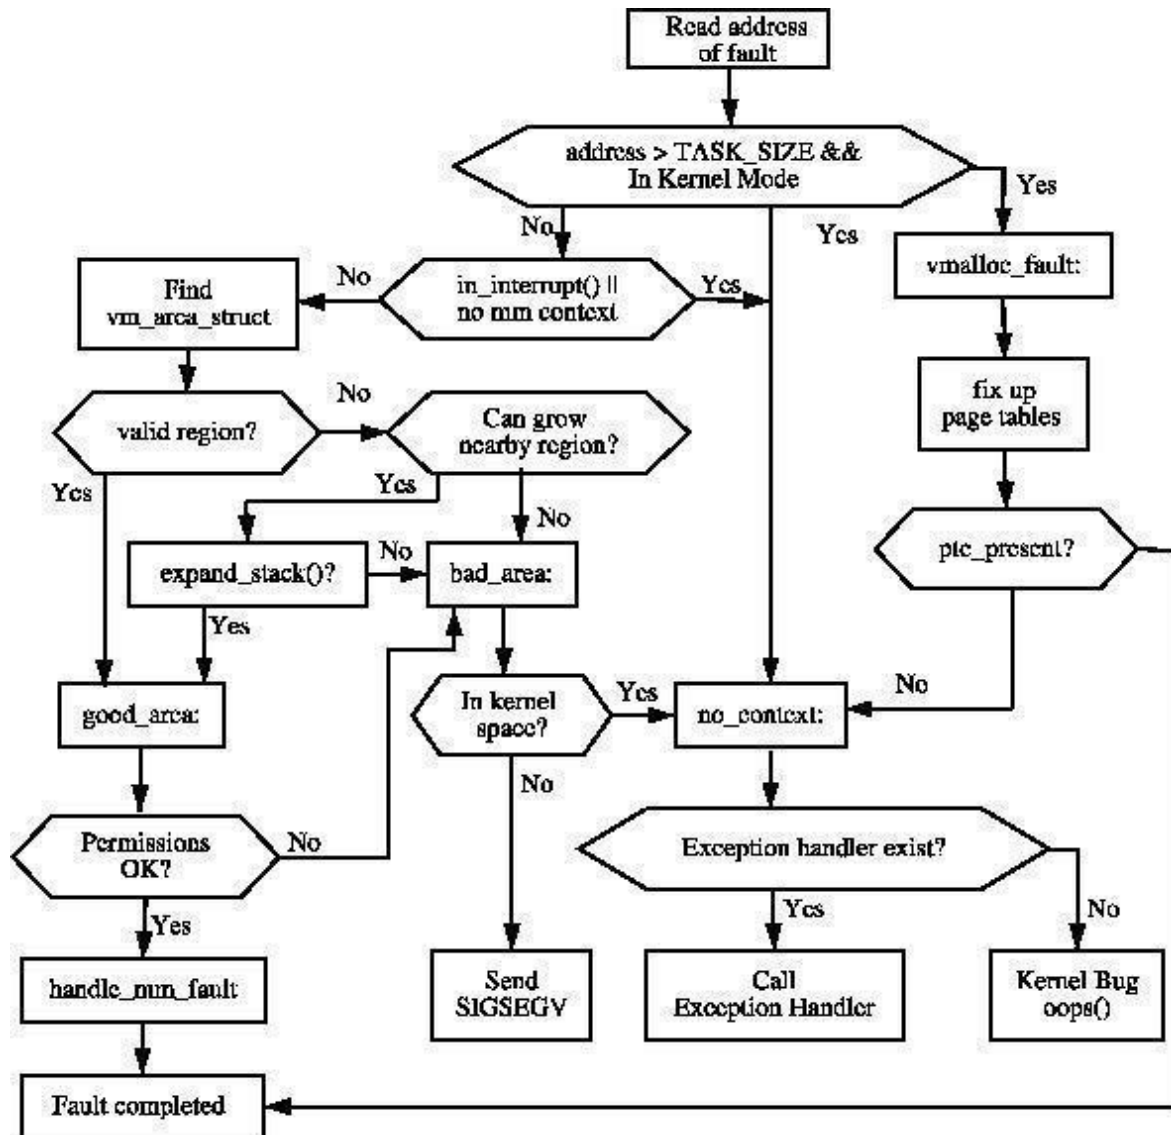 Read address
of fault
address > TASK_SIZE &&
In Kernel Mode
Yes
No
Yes
vmalloc_fault:
No
in_interrupt() ||
no mm context
Yes
Find
vm_area_struct
fix up
page tables
valid region?
No
Can grow
nearby region?
Yes
Yes
No
pte_present?
expand_stack()?
No
bad_area:
Yes
good_area:
In kernel
space?
Yes
no_context:
No
No
Permissions
OK?
No
Exception handler exist?
Yes
Yes
No
handle_mm_fault
Send
SIGSEGV
Call
Exception Handler
Kernel Bug
oops()
Fault completed